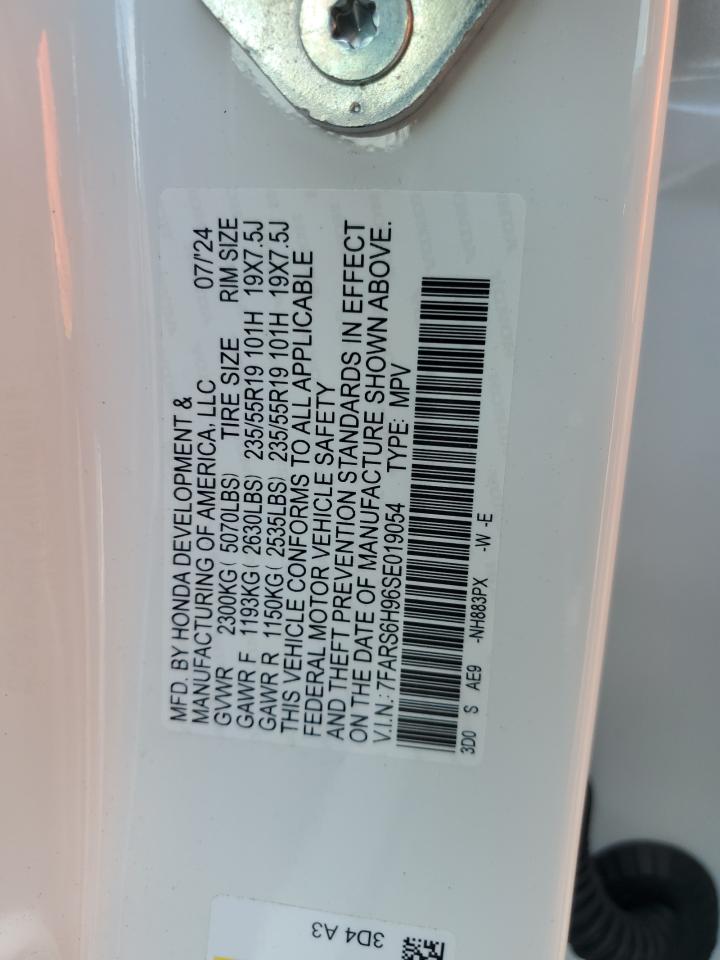 MFD. BY HONDA DEVELOPMENT &
MANUFACTURING OF AMERICA, LLC 07/'24
GVWR 2300KG( 5070LBS) TIRE SIZE RIM SIZE
GAWR F 1193KG( 2630LBS) 235/55R19 101H 19X7.5J
GAWR R 1150KG( 2535LBS) 235/55R19 101H 19X7.5J
THIS VEHICLE CONFORMS TO ALL APPLICABLE
FEDERAL MOTOR VEHICLE SAFETY
AND THEFT PREVENTION STANDARDS IN EFFECT
ON THE DATE OF MANUFACTURE SHOWN ABOVE.
V.I.N.: 7FARS6H96SE019054 TYPE: MPV
3D0 S AE9 -NH883PX -W -E
3D4 A3